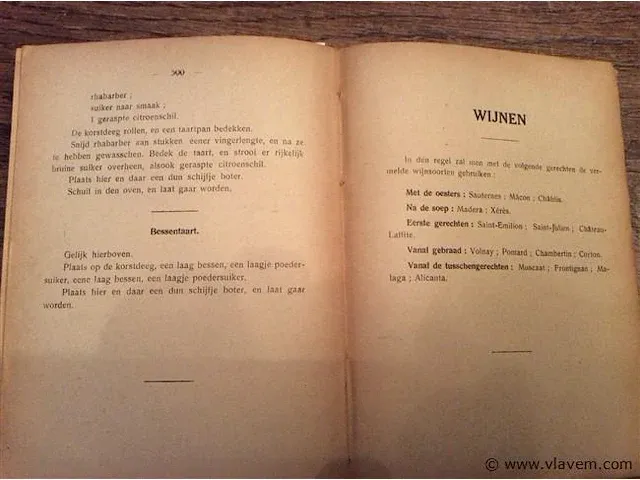 — 300 —
rhabarber ;
suiker naar smaak ;
1 geraspte citroenschil.
De korstdeeg rollen, en een taartpan bedekken.
Snijd rhabarber aan stukken eener vingerlengte, en na ze
te hebben gewasschen. Bedek de taart, en strooi er rijkelijk
bruine suiker overheen, alsook geraspte citroenschil.
Plaats hier en daar een dun schijfje boter.
Schuif in den oven, en laat gaar worden.
Bessentaart.
Gelijk hierboven.
Plaats op de korstdeeg, een laag bessen, een laagje poeder-
suiker, eene laag bessen, een laagje poedersuiker.
Plaats hier en daar een dun schijfje boter, en laat gaar
worden.
WIJNEN
In den regel zal men met de volgende gerechten de ver-
melde wijnsoorten gebruiken :
Met de oesters : Sauternes ; Mâcon ; Châblis.
Na de soep : Madera ; Xérès.
Eerste gerechten : Saint-Emilion ; Saint-Julien ; Château-
Laffite.
Vanaf gebraad : Volnay ; Pomard ; Chambertin ; Corton.
Vanaf de tusschengerechten : Moscaat ; Frontignan ; Ma-
laga ; Alicanta.
© www.vlavem.com